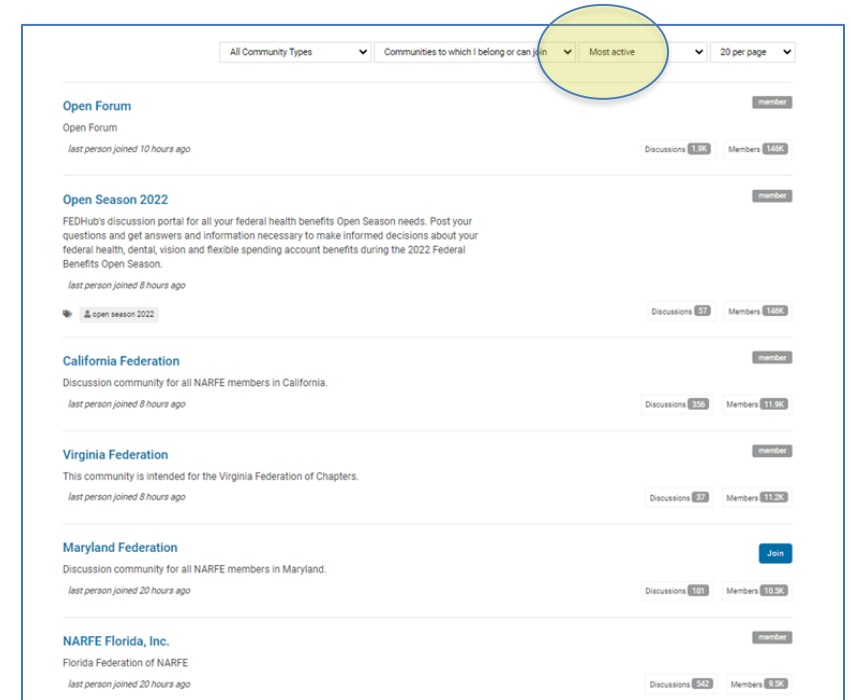 All Community Types Communities to which I belong or can join Most active 20 per page
Open Forum member
Open Forum
last person joined 10 hours ago Discussions 1.9K Members 146K
Open Season 2022 member
FEDHub's discussion portal for all your federal health benefits Open Season needs. Post your
questions and get answers and information necessary to make informed decisions about your
federal health, dental, vision and flexible spending account benefits during the 2022 Federal
Benefits Open Season.
last person joined 8 hours ago
open season 2022 Discussions 57 Members 146K
California Federation member
Discussion community for all NARFE members in California.
last person joined 8 hours ago Discussions 356 Members 11.9K
Virginia Federation member
This community is intended for the Virginia Federation of Chapters.
last person joined 8 hours ago Discussions 37 Members 11.2K
Maryland Federation Join
Discussion community for all NARFE members in Maryland.
last person joined 20 hours ago Discussions 101 Members 10.5K
NARFE Florida, Inc. member
Florida Federation of NARFE
last person joined 20 hours ago Discussions 542 Members 9.5K